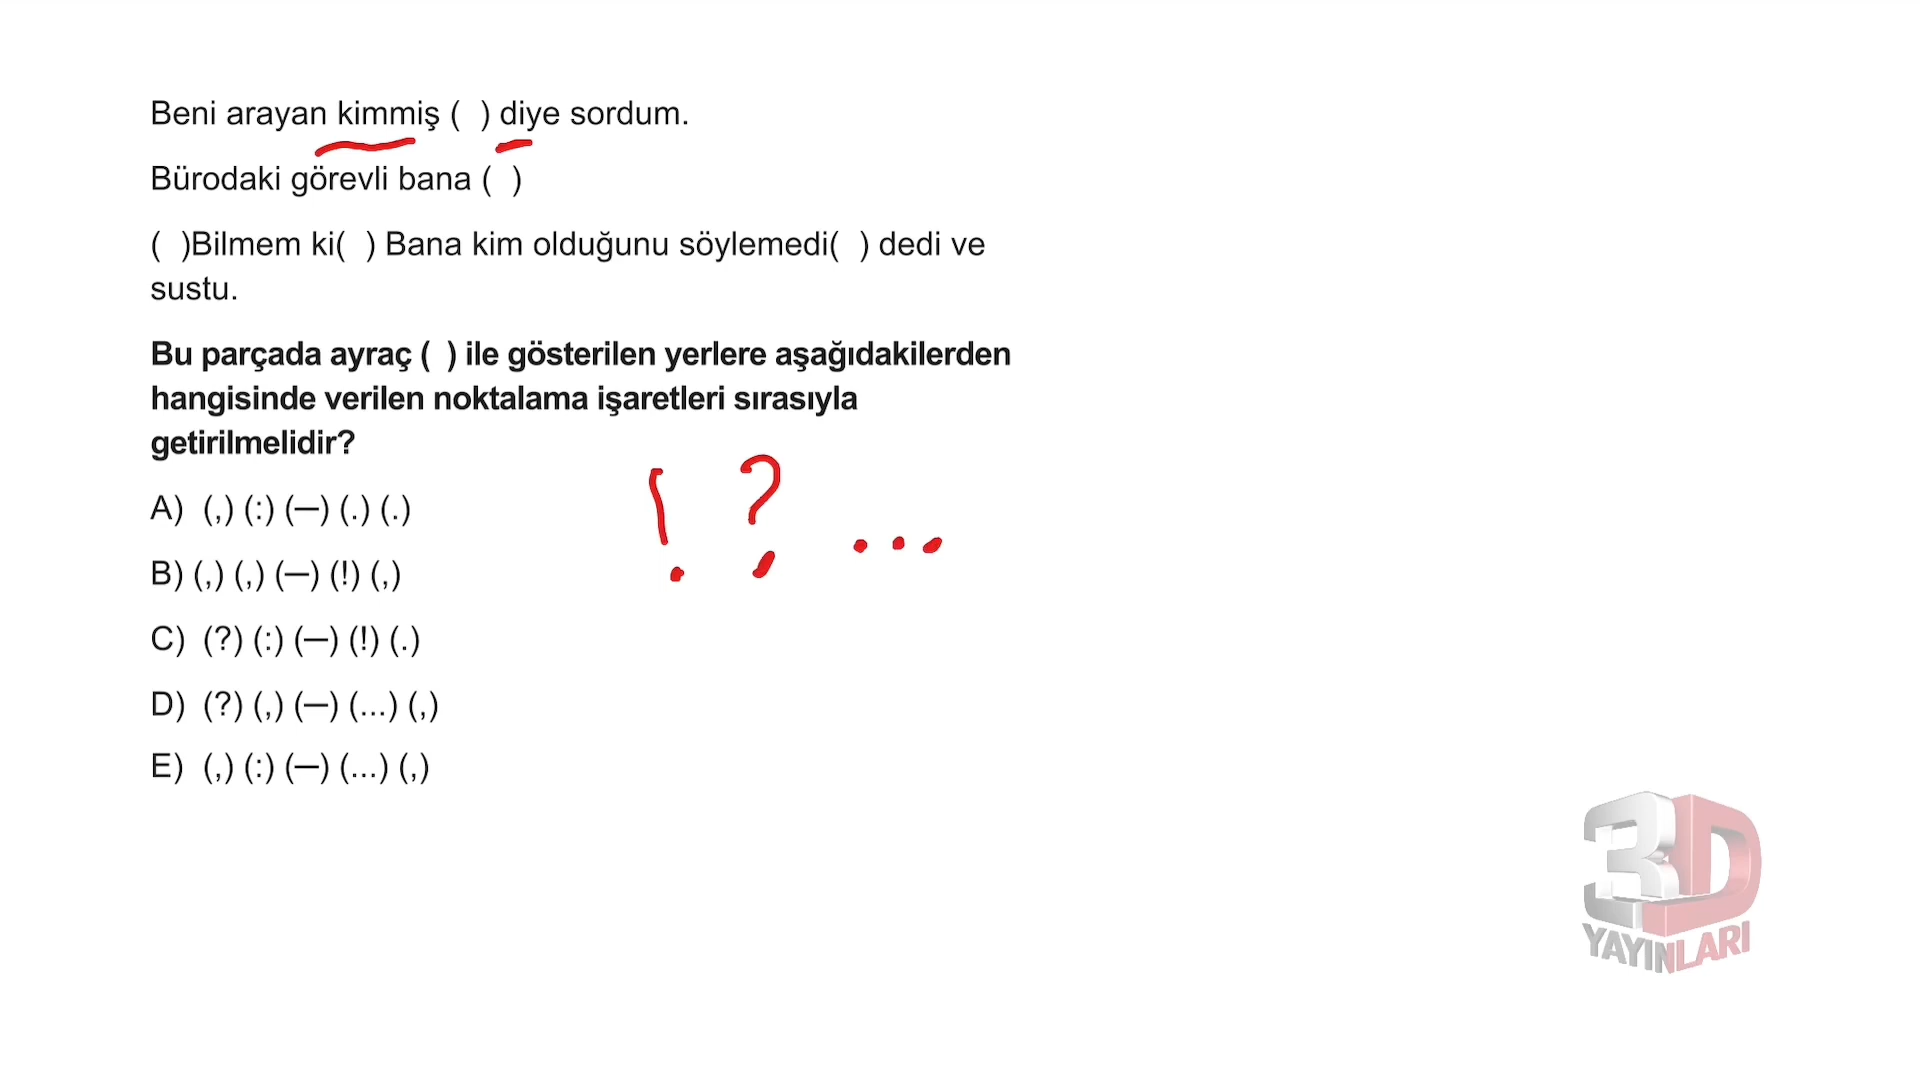 Beni arayan kimmiş (  ) diye sordum.
Bürodaki görevli bana (  )
(  )Bilmem ki(  ) Bana kim olduğunu söylemedi(  ) dedi ve
sustu.
Bu parçada ayraç (  ) ile gösterilen yerlere aşağıdakilerden
hangisinde verilen noktalama işaretleri sırasıyla
getirilmelidir?
A)  (,) (:) (─) (.) (.)
B) (,) (,) (─) (!) (,)
C)  (?) (:) (─) (!) (.)
D)  (?) (,) (─) (...) (,)
E)  (,) (:) (─) (...) (,)
! ? ...
3D
YAYINLARI